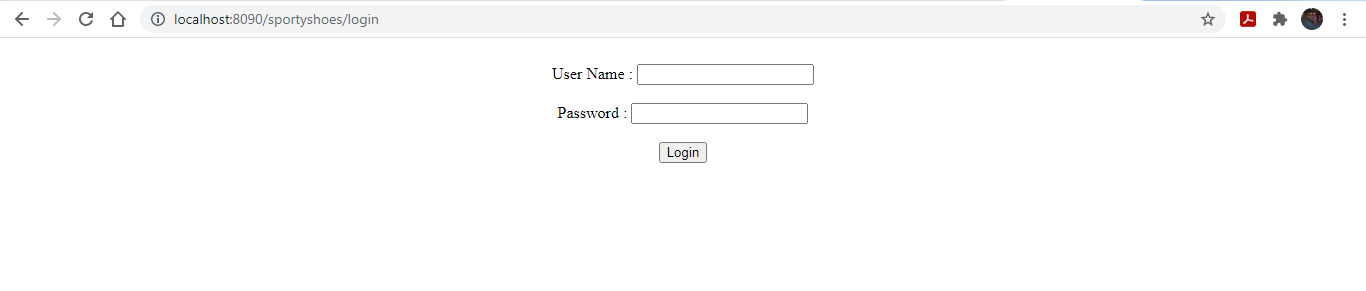 localhost:8090/sportyshoes/login
User Name :
Password :
Login